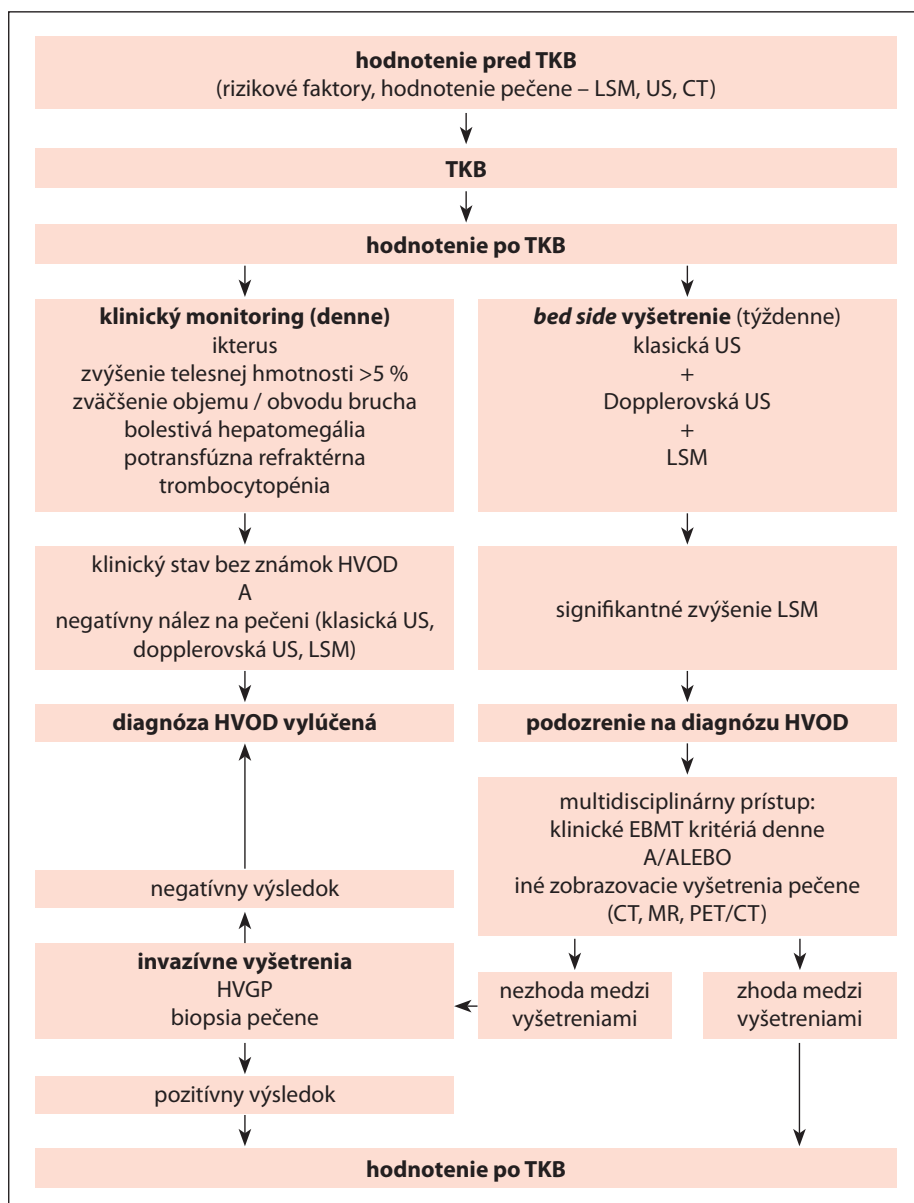 hodnotenie pred TKB
(rizikové faktory, hodnotenie pečene – LSM, US, CT)
TKB
hodnotenie po TKB
klinický monitoring (denne)
ikterus
zvýšenie telesnej hmotnosti >5 %
zväčšenie objemu / obvodu brucha
bolestivá hepatomegália
potransfúzna refraktérna
trombocytopénia
bed side vyšetrenie (týždenne)
klasická US
+
Dopplerovská US
+
LSM
klinický stav bez známok HVOD
A
negatívny nález na pečeni (klasická US,
dopplerovská US, LSM)
signifikantné zvýšenie LSM
diagnóza HVOD vylúčená
podozrenie na diagnózu HVOD
multidisciplinárny prístup:
klinické EBMT kritériá denne
A/ALEBO
iné zobrazovacie vyšetrenia pečene
(CT, MR, PET/CT)
negatívny výsledok
invazívne vyšetrenia
HVGP
biopsia pečene
nezhoda medzi
vyšetreniami
zhoda medzi
vyšetreniami
pozitívny výsledok
hodnotenie po TKB